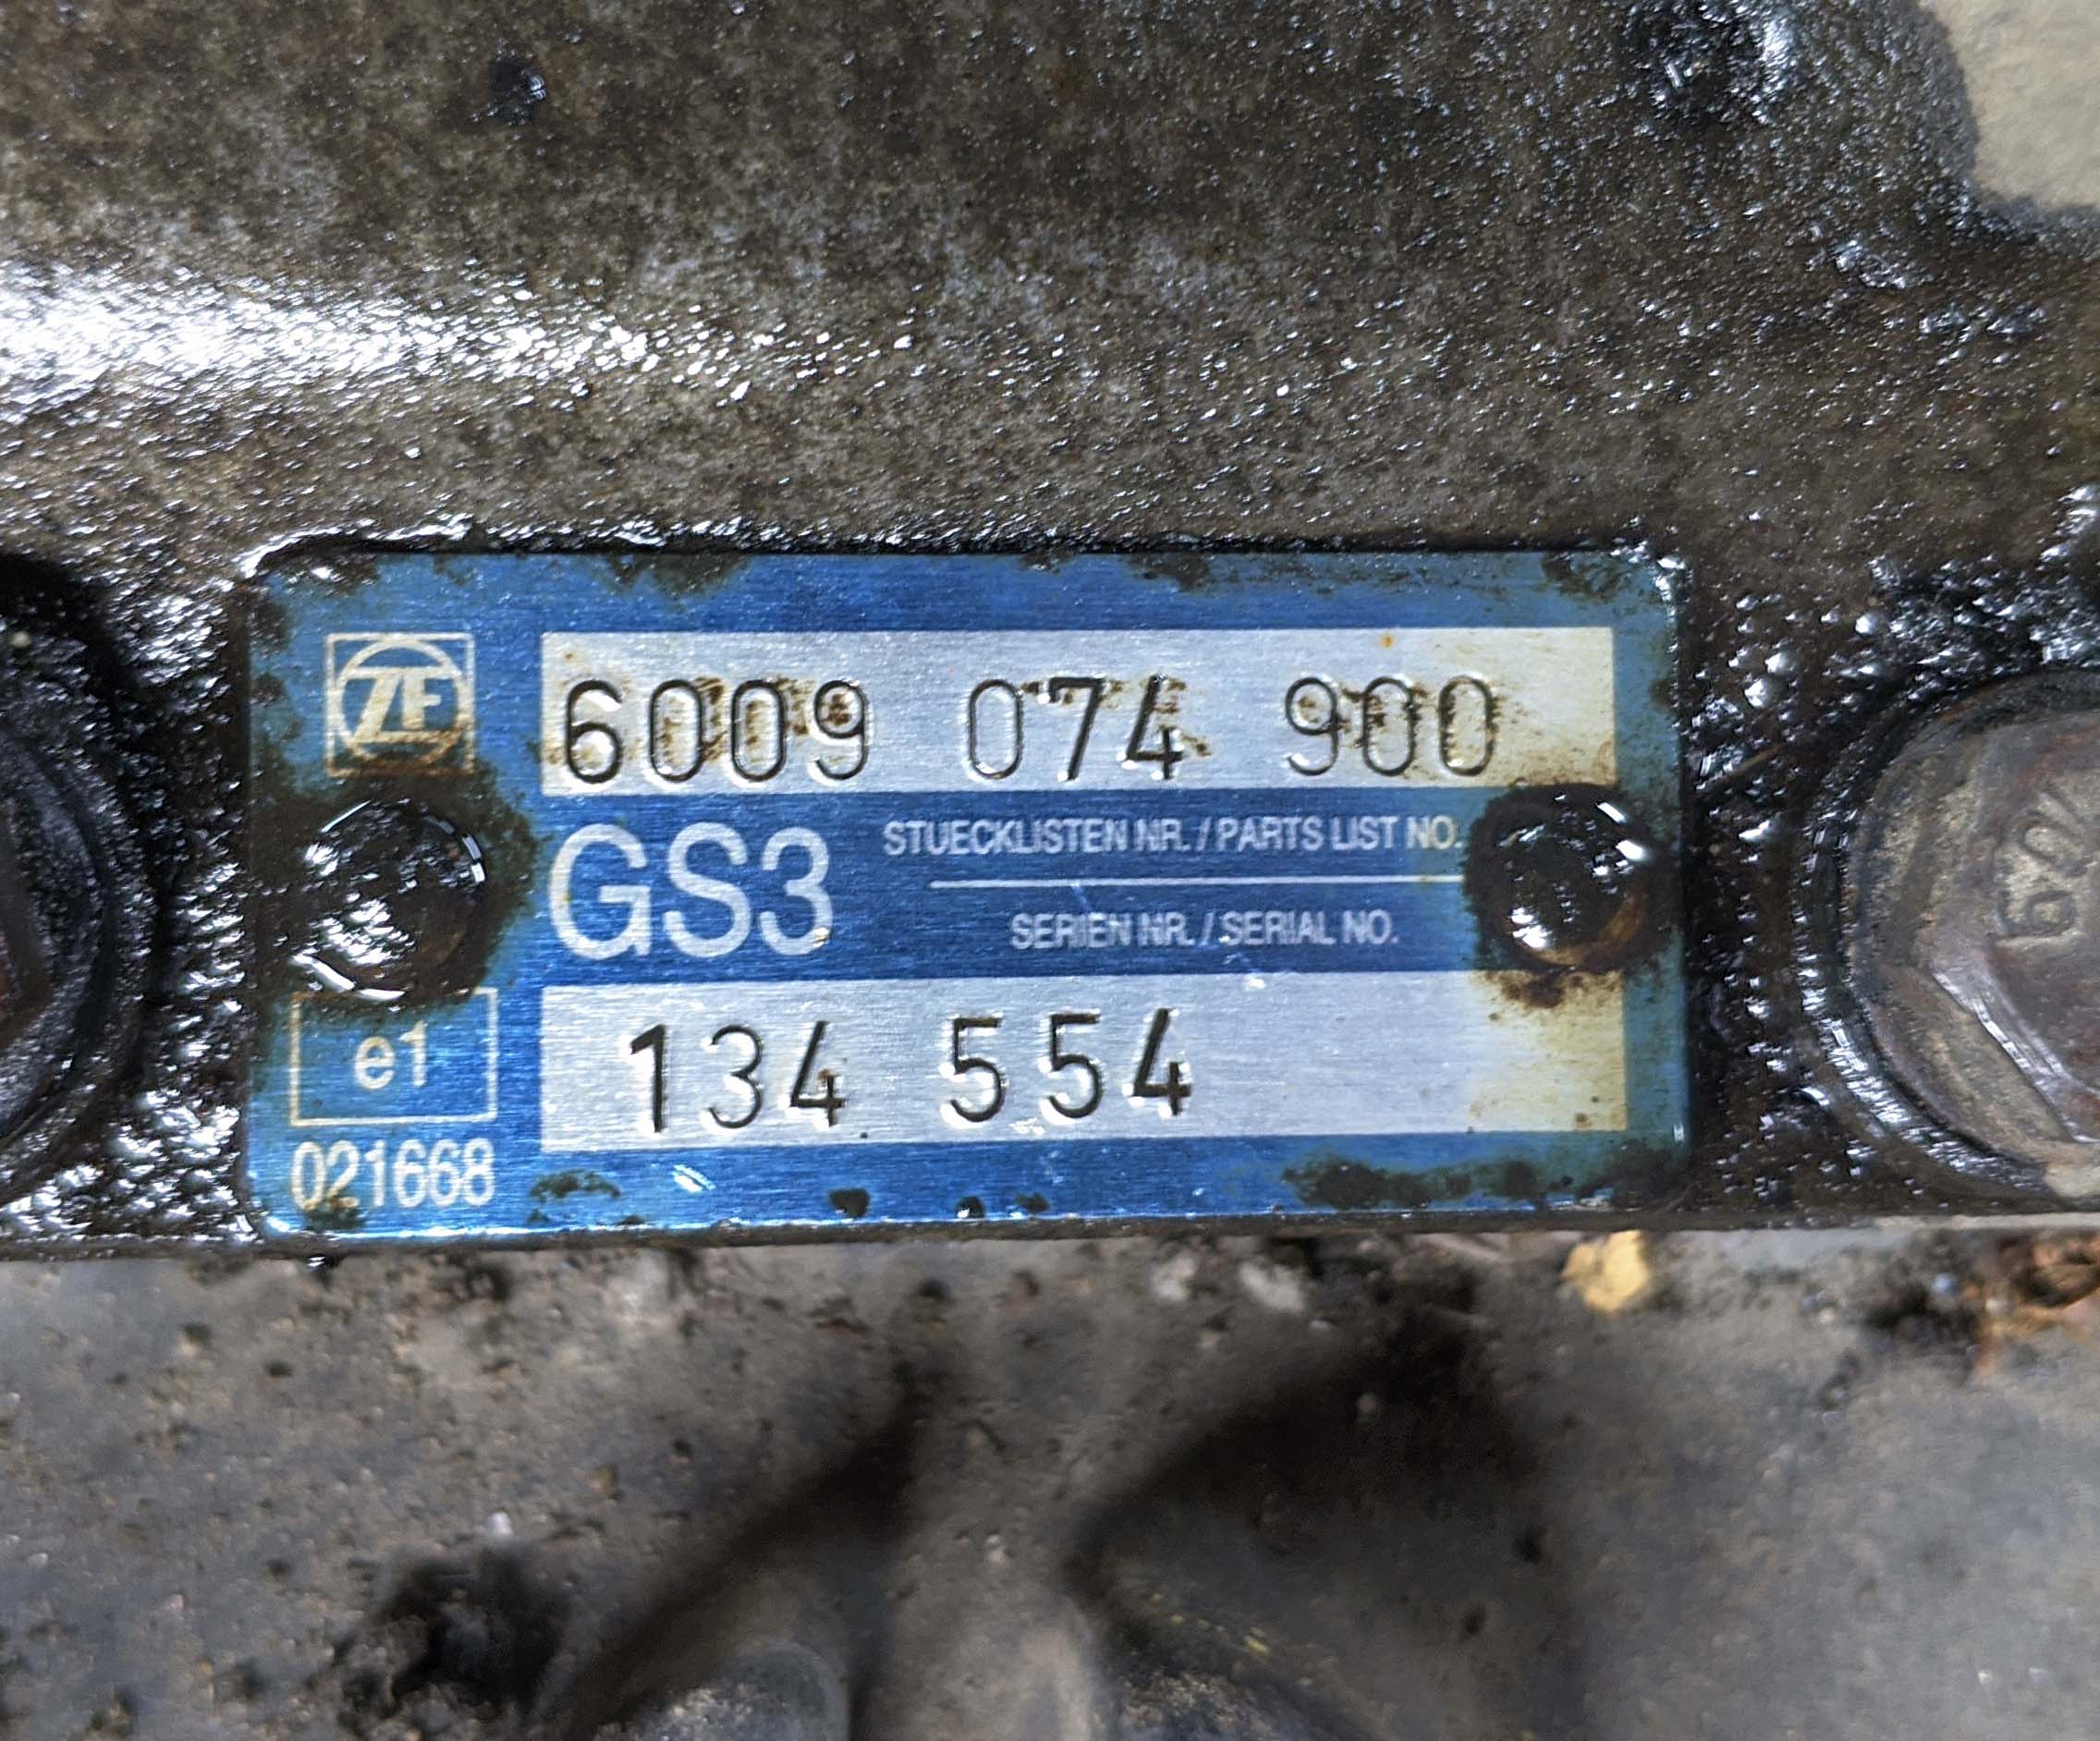 ZF
6009 074 900
GS3
STUECKLISTEN NR. / PARTS LIST NO.
SERIEN NR. / SERIAL NO.
e1
134 554
021668